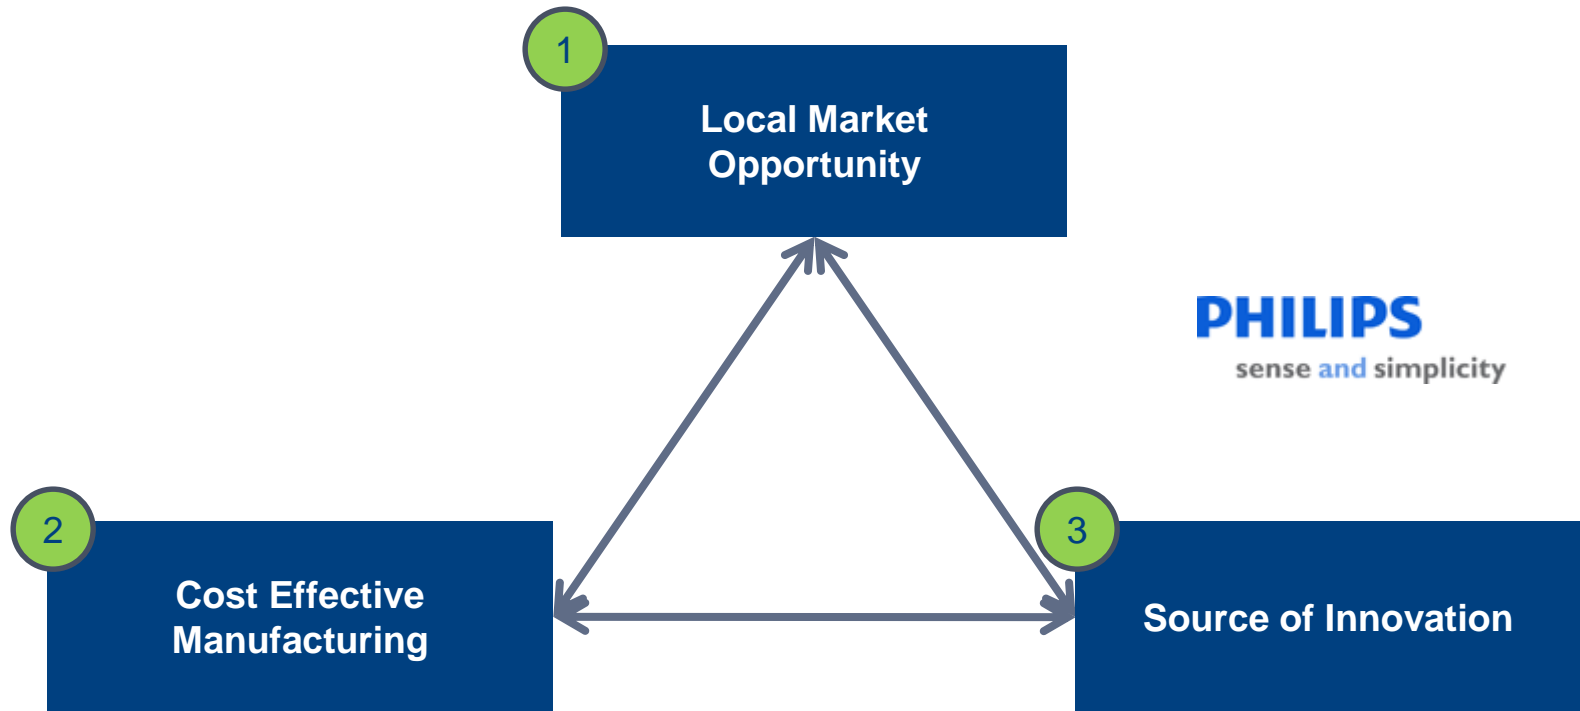 1
Local Market
Opportunity
PHILIPS
sense and simplicity
2
Cost Effective
Manufacturing
3
Source of Innovation